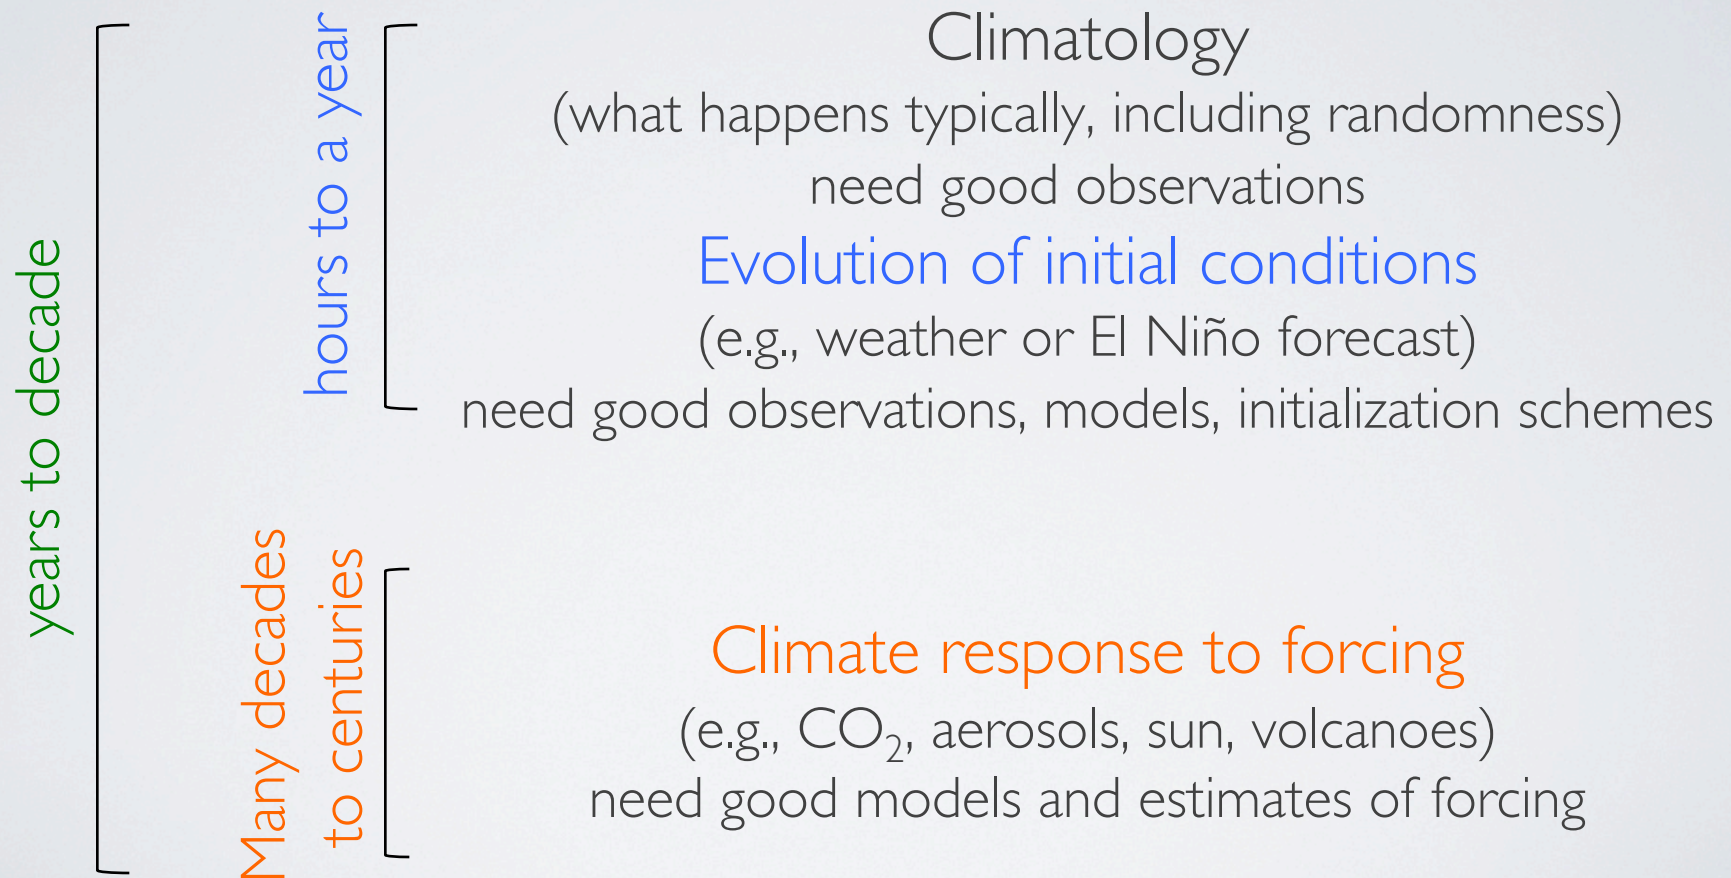 years to decade
hours to a year
Climatology
(what happens typically, including randomness)
need good observations
Evolution of initial conditions
(e.g., weather or El Niño forecast)
need good observations, models, initialization schemes
Many decades
to centuries
Climate response to forcing
(e.g., CO₂, aerosols, sun, volcanoes)
need good models and estimates of forcing